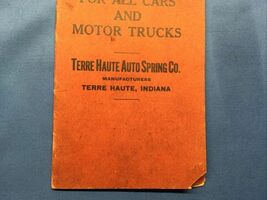 FOR ALL CARS
AND
MOTOR TRUCKS
TERRE HAUTE AUTO SPRING CO.
MANUFACTURERS
TERRE HAUTE, INDIANA